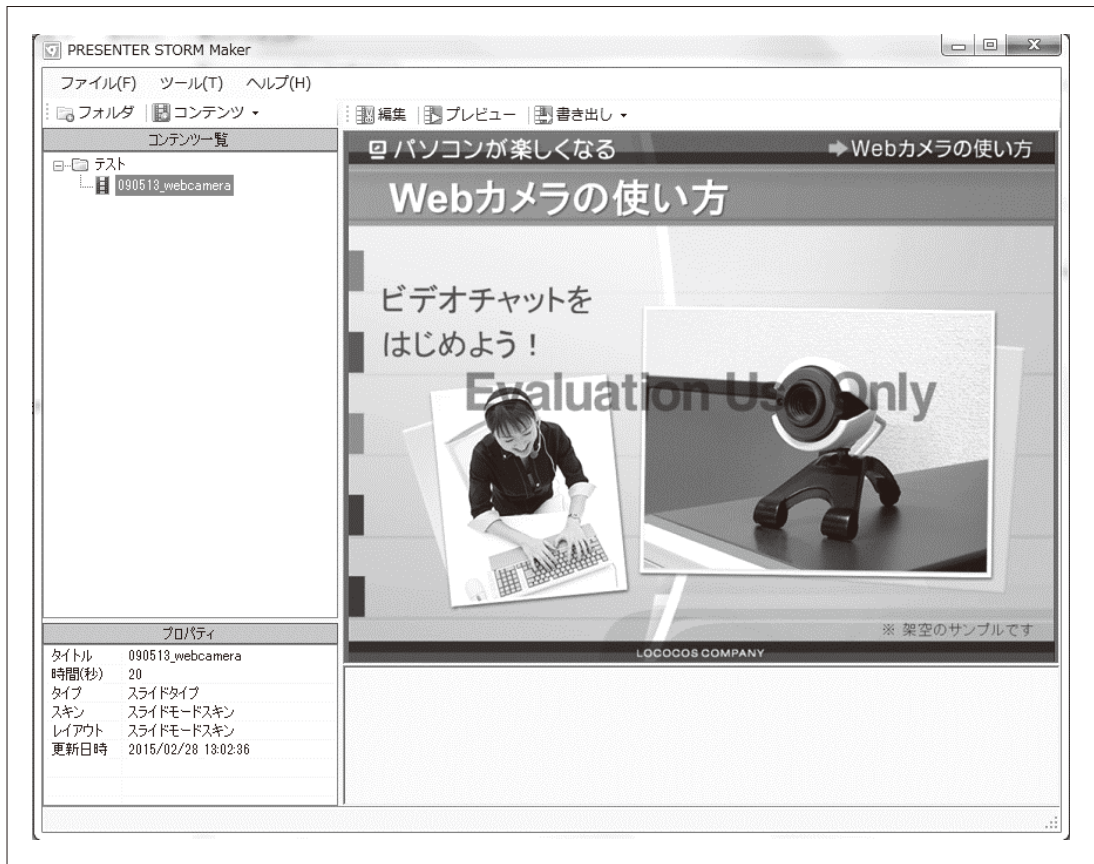 PRESENTER STORM Maker
ファイル(F) ツール(T) ヘルプ(H)
フォルダ コンテンツ
編集 プレビュー 書き出し
コンテンツ一覧
テスト
090513_webcamera
パソコンが楽しくなる
➡Webカメラの使い方
Webカメラの使い方
ビデオチャットを
はじめよう！
Evaluation Use Only
※ 架空のサンプルです
LOCOCOS COMPANY
プロパティ
タイトル 090513_webcamera
時間(秒) 20
タイプ スライドタイプ
スキン スライドモードスキン
レイアウト スライドモードスキン
更新日時 2015/02/28 13:02:36